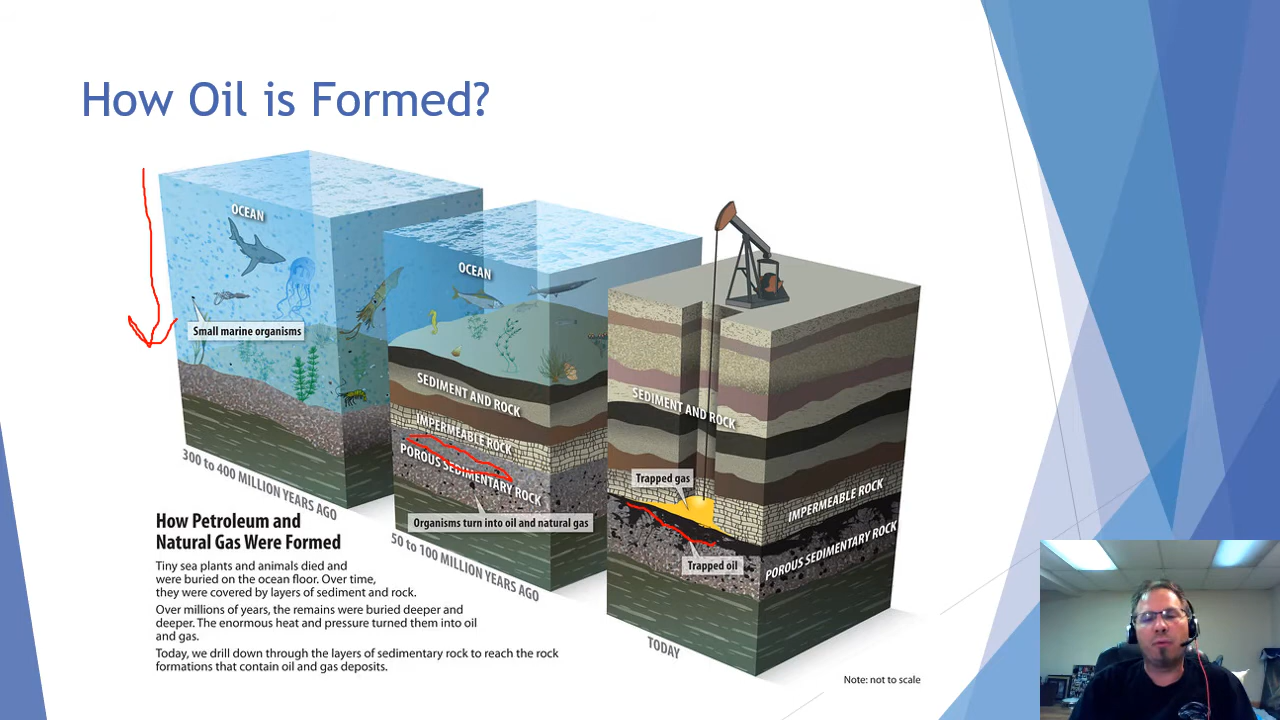 How Oil is Formed?
OCEAN
Small marine organisms
300 to 400 MILLION YEARS AGO
OCEAN
SEDIMENT AND ROCK
IMPERMEABLE ROCK
POROUS SEDIMENTARY ROCK
Organisms turn into oil and natural gas
50 to 100 MILLION YEARS AGO
SEDIMENT AND ROCK
Trapped gas
IMPERMEABLE ROCK
Trapped oil
POROUS SEDIMENTARY ROCK
TODAY
How Petroleum and
Natural Gas Were Formed
Tiny sea plants and animals died and
were buried on the ocean floor. Over time,
they were covered by layers of sediment and rock.
Over millions of years, the remains were buried deeper and
deeper. The enormous heat and pressure turned them into oil
and gas.
Today, we drill down through the layers of sedimentary rock to reach the rock
formations that contain oil and gas deposits.
Note: not to scale